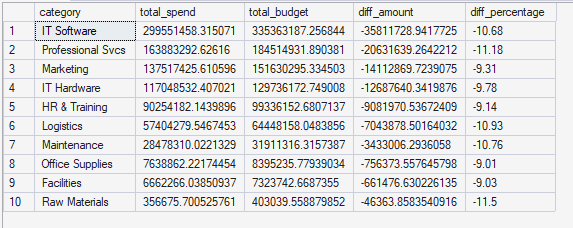 category total_spend total_budget diff_amount diff_percentage
1 IT Software 299551458.315071 335363187.256844 -35811728.9417725 -10.68
2 Professional Svcs 163883292.62616 184514931.890381 -20631639.2642212 -11.18
3 Marketing 137517425.610596 151630295.334503 -14112869.7239075 -9.31
4 IT Hardware 117048532.407021 129736172.749008 -12687640.3419876 -9.78
5 HR & Training 90254182.1439896 99336152.6807137 -9081970.53672409 -9.14
6 Logistics 57404279.5467453 64448158.0483856 -7043878.50164032 -10.93
7 Maintenance 28478310.0221329 31911316.3157387 -3433006.2936058 -10.76
8 Office Supplies 7638862.22174454 8395235.77939034 -756373.557645798 -9.01
9 Facilities 6662266.03850937 7323742.6687355 -661476.630226135 -9.03
10 Raw Materials 356675.700525761 403039.558879852 -46363.8583540916 -11.5